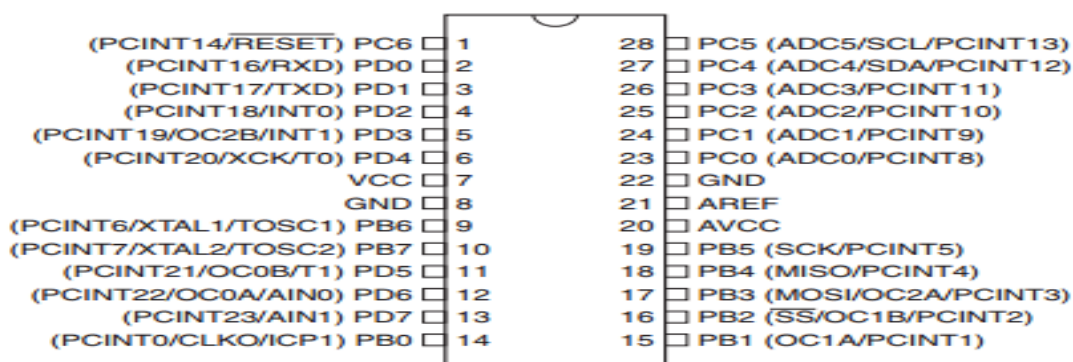 (PCINT14/RESET) PC6 1 28 PC5 (ADC5/SCL/PCINT13)
(PCINT16/RXD) PD0 2 27 PC4 (ADC4/SDA/PCINT12)
(PCINT17/TXD) PD1 3 26 PC3 (ADC3/PCINT11)
(PCINT18/INT0) PD2 4 25 PC2 (ADC2/PCINT10)
(PCINT19/OC2B/INT1) PD3 5 24 PC1 (ADC1/PCINT9)
(PCINT20/XCK/T0) PD4 6 23 PC0 (ADC0/PCINT8)
VCC 7 22 GND
GND 8 21 AREF
(PCINT6/XTAL1/TOSC1) PB6 9 20 AVCC
(PCINT7/XTAL2/TOSC2) PB7 10 19 PB5 (SCK/PCINT5)
(PCINT21/OC0B/T1) PD5 11 18 PB4 (MISO/PCINT4)
(PCINT22/OC0A/AIN0) PD6 12 17 PB3 (MOSI/OC2A/PCINT3)
(PCINT23/AIN1) PD7 13 16 PB2 (SS/OC1B/PCINT2)
(PCINT0/CLKO/ICP1) PB0 14 15 PB1 (OC1A/PCINT1)